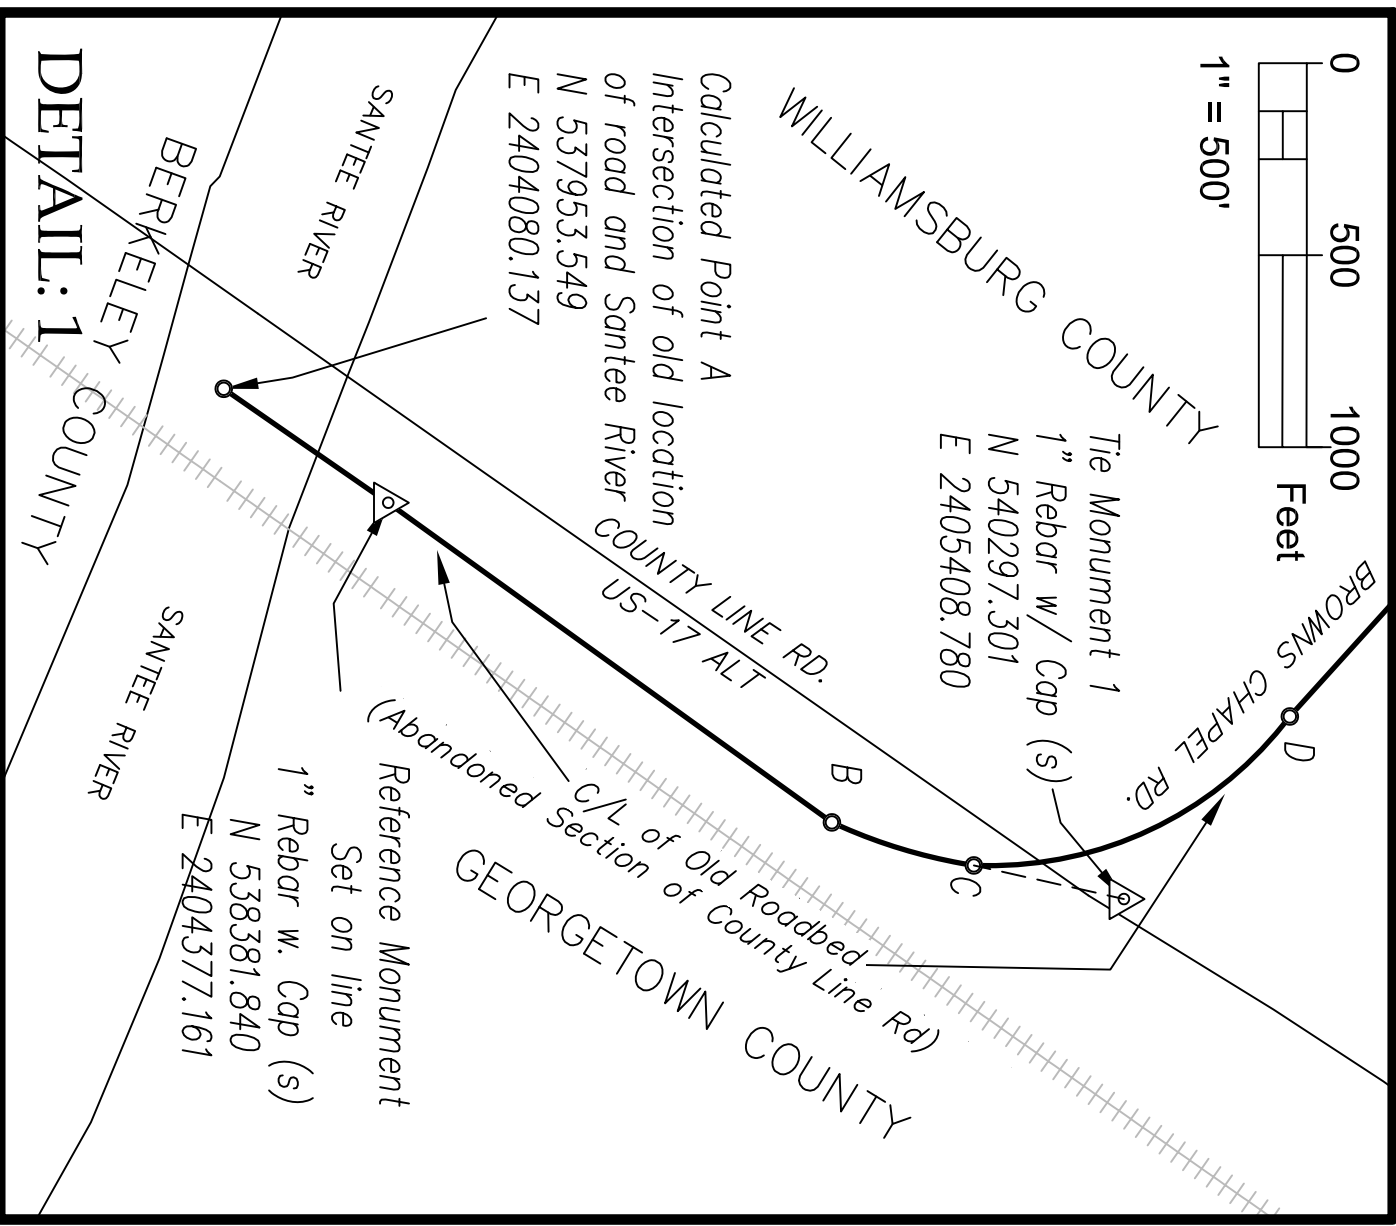 0 500 1000
Feet
1" = 500'
WILLIAMSBURG COUNTY
BROWNS CHAPEL RD.
D
Tie Monument 1
1" Rebar w/ Cap (s)
N 540297.301
E 2405408.780
Calculated Point A
Intersection of old location
of road and Santee River
N 537953.549
E 2404080.137
COUNTY LINE RD.
US-17 ALT
B
C
C/L of Old Roadbed
(Abandoned Section of County Line Rd)
GEORGETOWN COUNTY
Reference Monument
Set on line
1" Rebar w. Cap (s)
N 538381.840
E 2404377.161
SANTEE RIVER
SANTEE RIVER
BERKELEY COUNTY
DETAIL: 1